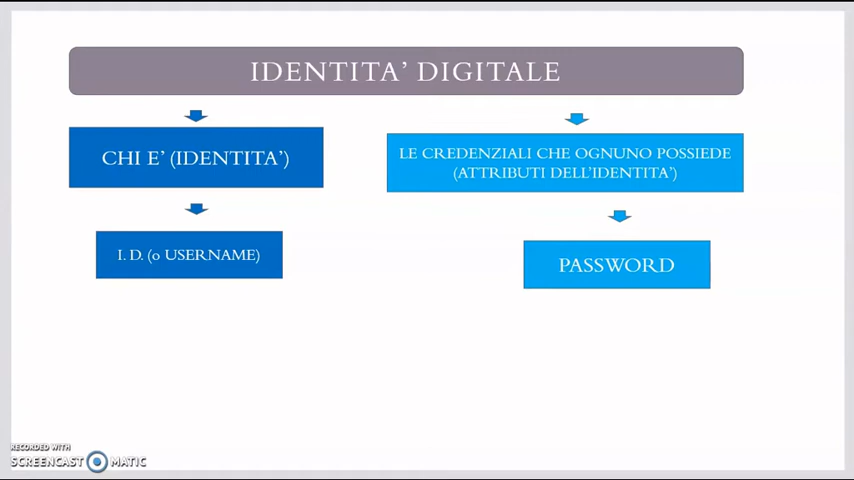 IDENTITA' DIGITALE
CHI E' (IDENTITA')
LE CREDENZIALI CHE OGNUNO POSSIEDE
(ATTRIBUTI DELL'IDENTITA')
I. D. (o USERNAME)
PASSWORD
RECORDED WITH
SCREENCAST MATIC